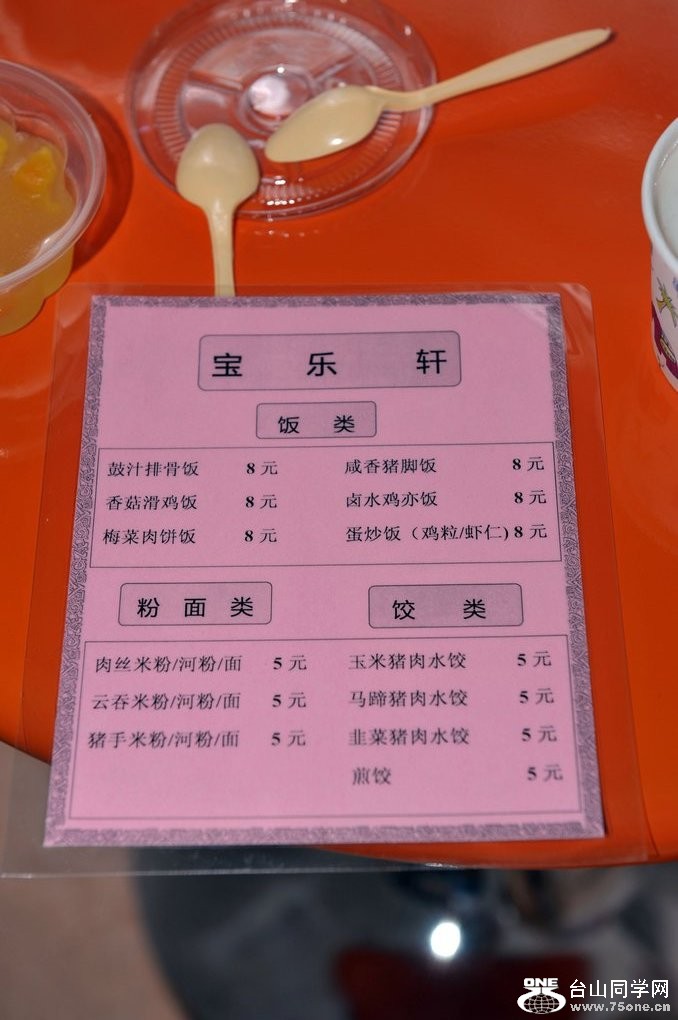 宝 乐 轩
饭 类
鼓汁排骨饭 8 元
咸香猪脚饭 8 元
香菇滑鸡饭 8 元
卤水鸡亦饭 8 元
梅菜肉饼饭 8 元
蛋炒饭（鸡粒/虾仁) 8 元
粉 面 类
肉丝米粉/河粉/面 5 元
云吞米粉/河粉/面 5 元
猪手米粉/河粉/面 5 元
饺 类
玉米猪肉水饺 5 元
马蹄猪肉水饺 5 元
韭菜猪肉水饺 5 元
煎饺 5 元
ONE 台山同学网
www.75one.cn